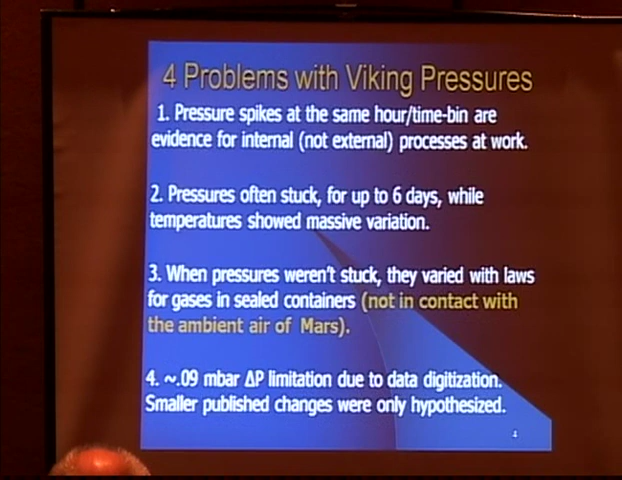 4 Problems with Viking Pressures
1. Pressure spikes at the same hour/time-bin are
evidence for internal (not external) processes at work.
2. Pressures often stuck, for up to 6 days, while
temperatures showed massive variation.
3. When pressures weren't stuck, they varied with laws
for gases in sealed containers (not in contact with
the ambient air of Mars).
4. ~.09 mbar ΔP limitation due to data digitization.
Smaller published changes were only hypothesized.
4